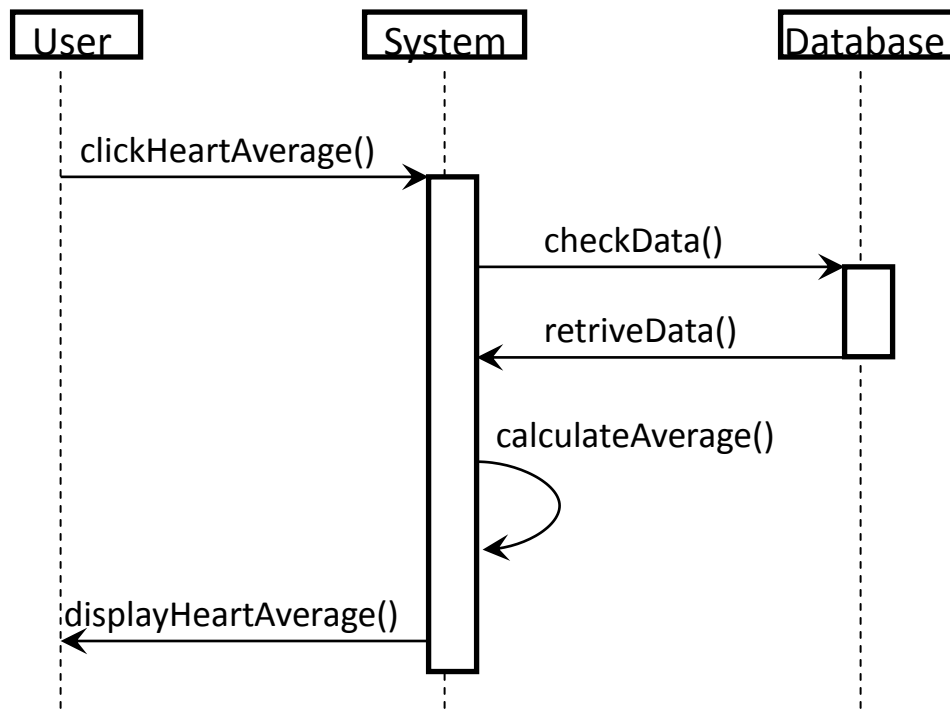 User
System
Database
clickHeartAverage()
checkData()
retriveData()
calculateAverage()
displayHeartAverage()